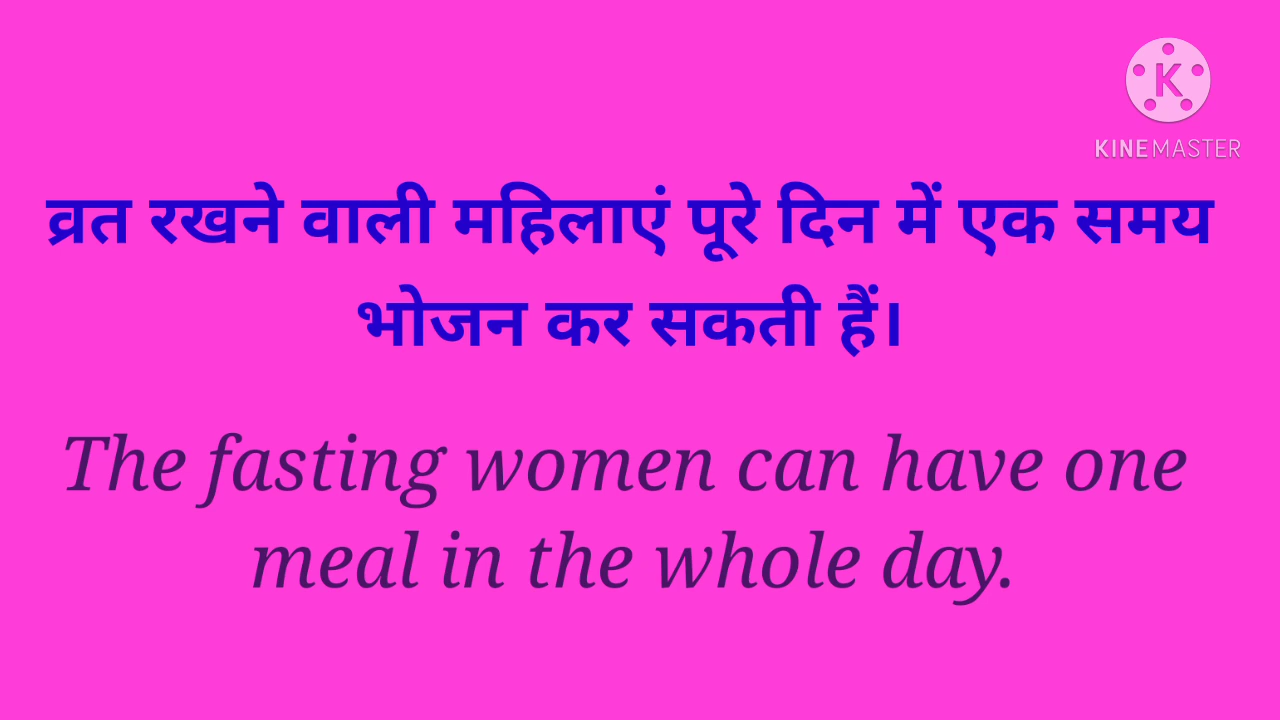 K
KINEMASTER
व्रत रखने वाली महिलाएं पूरे दिन में एक समय
भोजन कर सकती हैं।
The fasting women can have one
meal in the whole day.